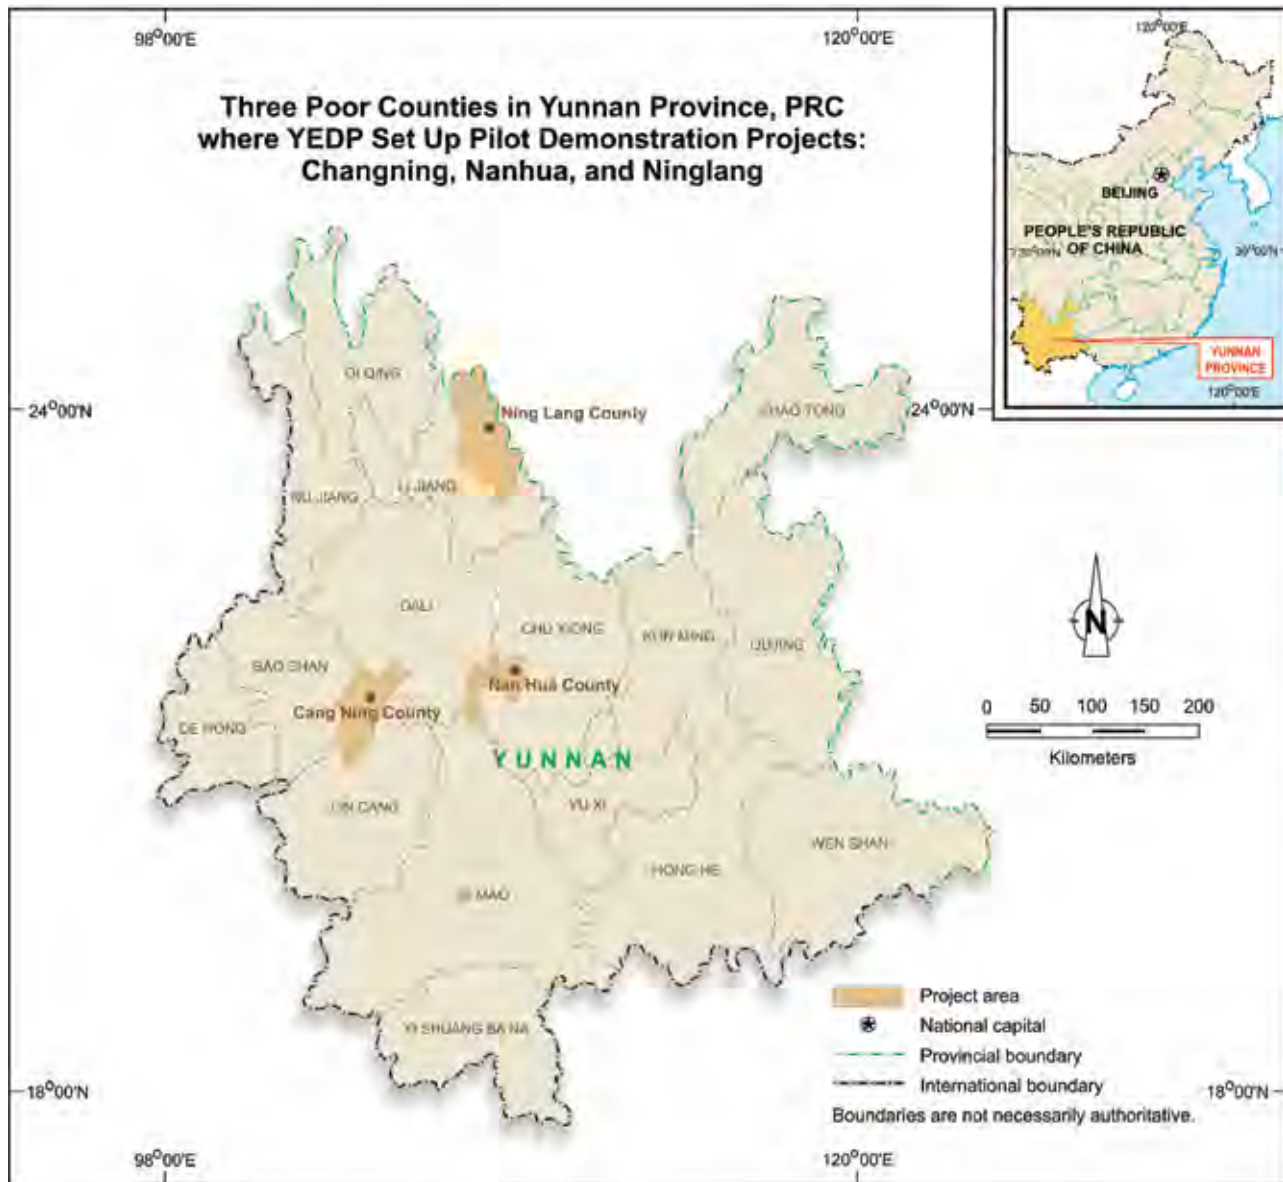 98°00'E
120°00'E
Three Poor Counties in Yunnan Province, PRC
where YEDP Set Up Pilot Demonstration Projects:
Changning, Nanhua, and Ninglang
120°00'E
BEIJING
PEOPLE'S REPUBLIC
OF CHINA
30°00'N
YUNNAN
PROVINCE
120°00'E
DI QING
24°00'N
Ning Lang County
ZHAO TONG
24°00'N
NU JIANG
LI JIANG
DALI
CHU XIONG
KUN MING
QUJING
BAO SHAN
Nan Hua County
Cang Ning County
DE HONG
YUNNAN
LIN CANG
YU XI
WEN SHAN
HONG HE
SI MAO
XI SHUANG BA NA
N
0 50 100 150 200
Kilometers
Project area
National capital
Provincial boundary
International boundary
Boundaries are not necessarily authoritative.
18°00'N
18°00'N
98°00'E
120°00'E